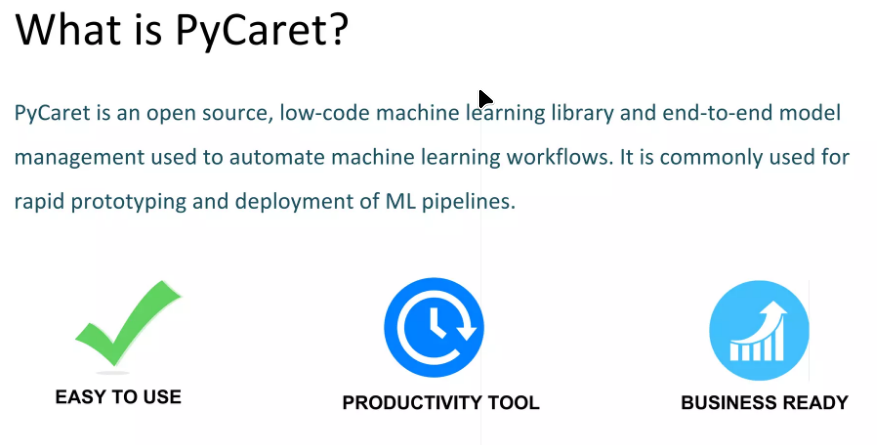 What is PyCaret?
PyCaret is an open source, low-code machine learning library and end-to-end model
management used to automate machine learning workflows. It is commonly used for
rapid prototyping and deployment of ML pipelines.
EASY TO USE
PRODUCTIVITY TOOL
BUSINESS READY